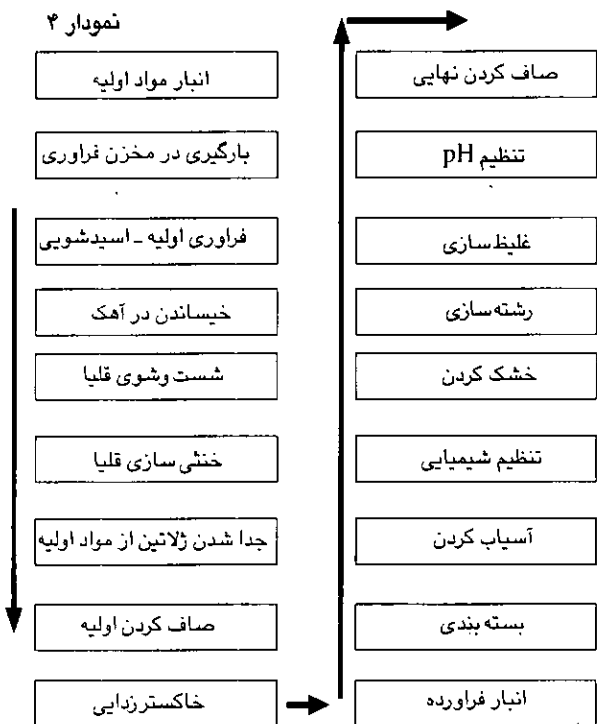 نمودار ۴
انبار مواد اولیه
بارگیری در مخزن فراوری
فراوری اولیه ـ اسیدشویی
خیساندن در آهک
شست وشوی قلیا
خنثی سازی قلیا
جدا شدن ژلاتین از مواد اولیه
صاف کردن اولیه
خاکسترزدایی
صاف کردن نهایی
تنظیم pH
غلیظ سازی
رشته سازی
خشک کردن
تنظیم شیمیایی
آسیاب کردن
بسته بندی
انبار فراورده